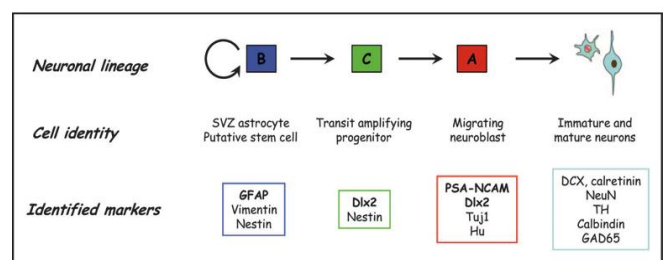 Neuronal lineage
B
C
A
Cell identity
SVZ astrocyte
Putative stem cell
Transit amplifying
progenitor
Migrating
neuroblast
Immature and
mature neurons
Identified markers
GFAP
Vimentin
Nestin
Dlx2
Nestin
PSA-NCAM
Dlx2
Tuj1
Hu
DCX, calretinin
NeuN
TH
Calbindin
GAD65